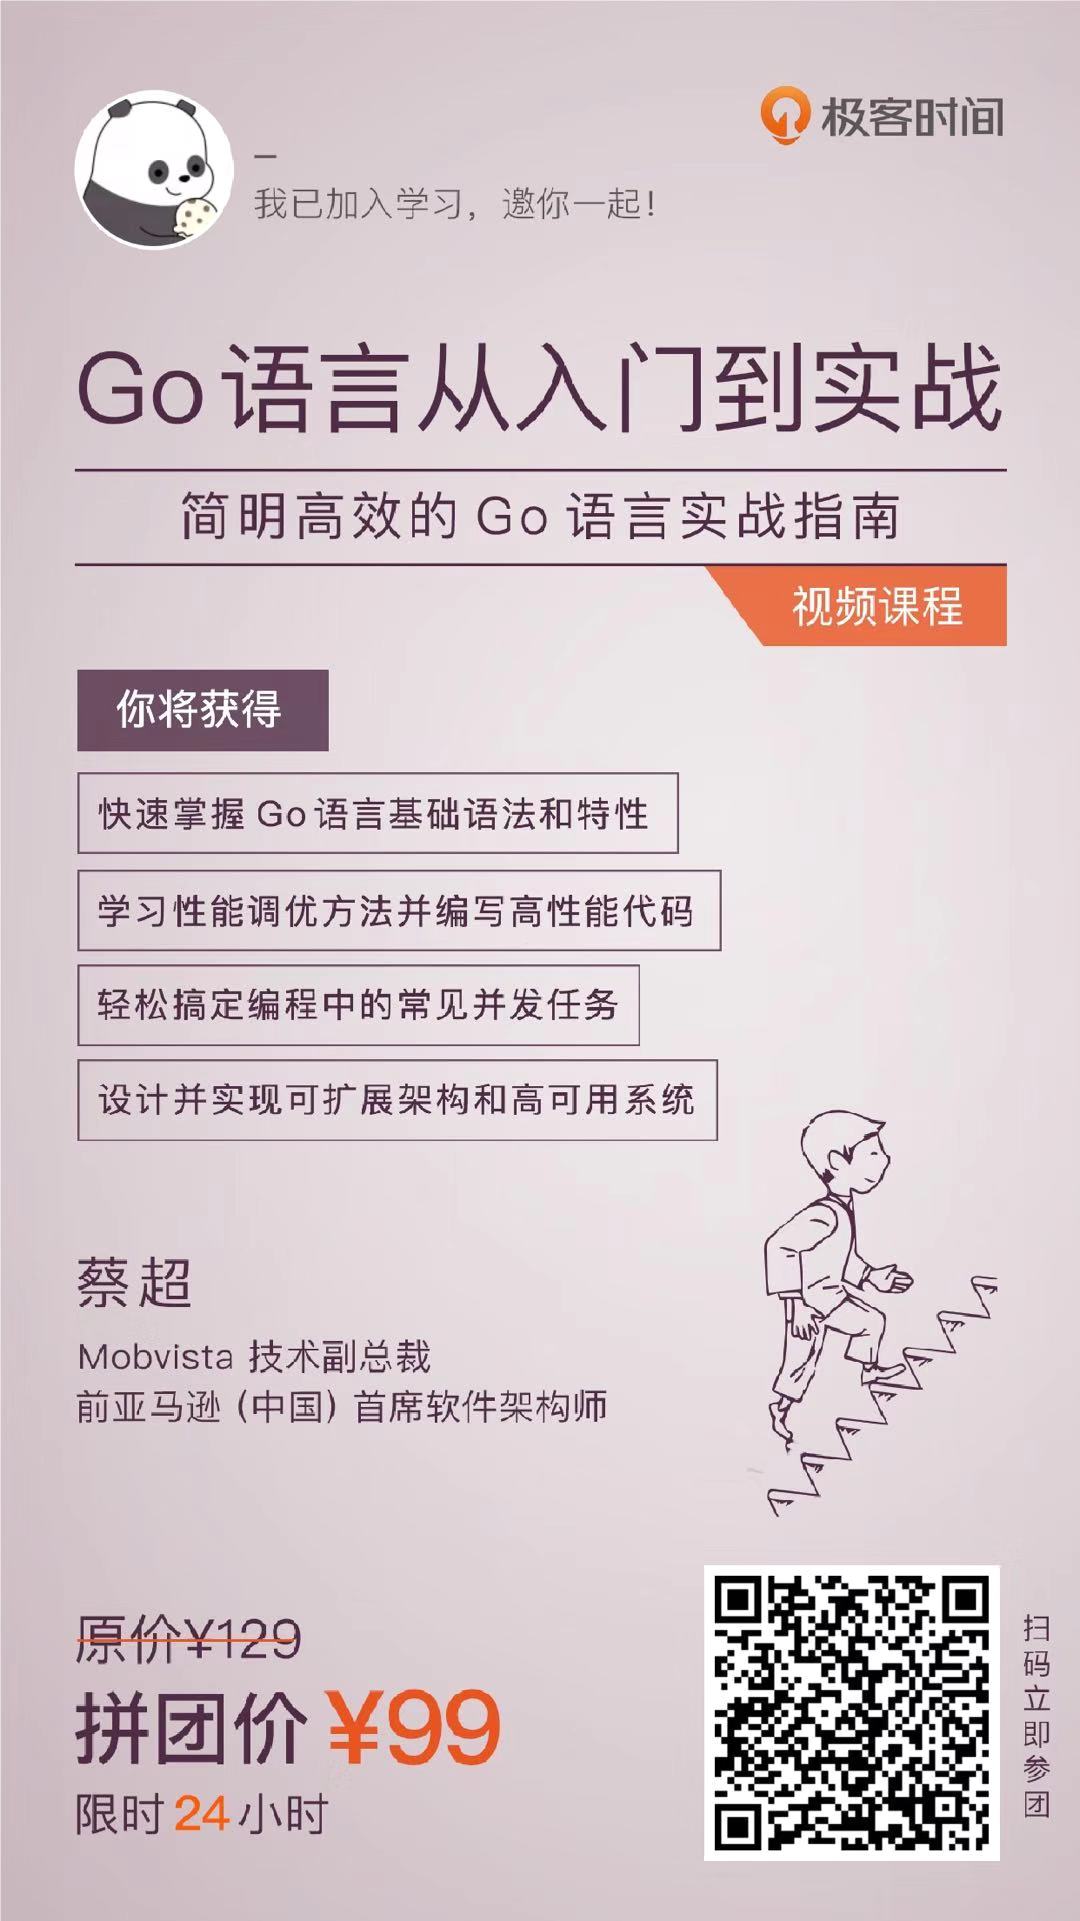 极客时间
–
我已加入学习，邀你一起！
Go 语言从入门到实战
简明高效的 Go 语言实战指南
视频课程
你将获得
快速掌握 Go 语言基础语法和特性
学习性能调优方法并编写高性能代码
轻松搞定编程中的常见并发任务
设计并实现可扩展架构和高可用系统
蔡超
Mobvista 技术副总裁
前亚马逊（中国）首席软件架构师
原价¥129
拼团价 ¥99
限时 24 小时
扫码立即参团